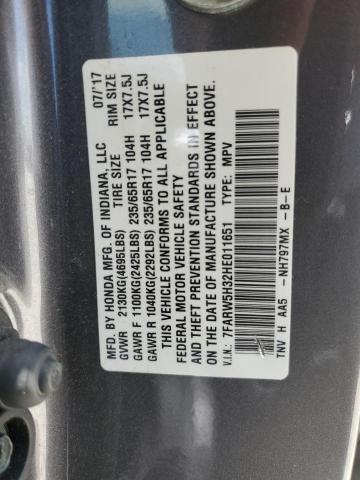 MFD. BY HONDA MFG. OF INDIANA, LLC 07/'17
GVWR 2130KG(4695LBS) TIRE SIZE RIM SIZE
GAWR F 1100KG(2425LBS) 235/65R17 104H 17X7.5J
GAWR R 1040KG(2292LBS) 235/65R17 104H 17X7.5J
THIS VEHICLE CONFORMS TO ALL APPLICABLE
FEDERAL MOTOR VEHICLE SAFETY
AND THEFT PREVENTION STANDARDS IN EFFECT
ON THE DATE OF MANUFACTURE SHOWN ABOVE.
V.I.N.: 7FARW5H32HE011651 TYPE: MPV
TNV H AA5 -NH797MX -B-E